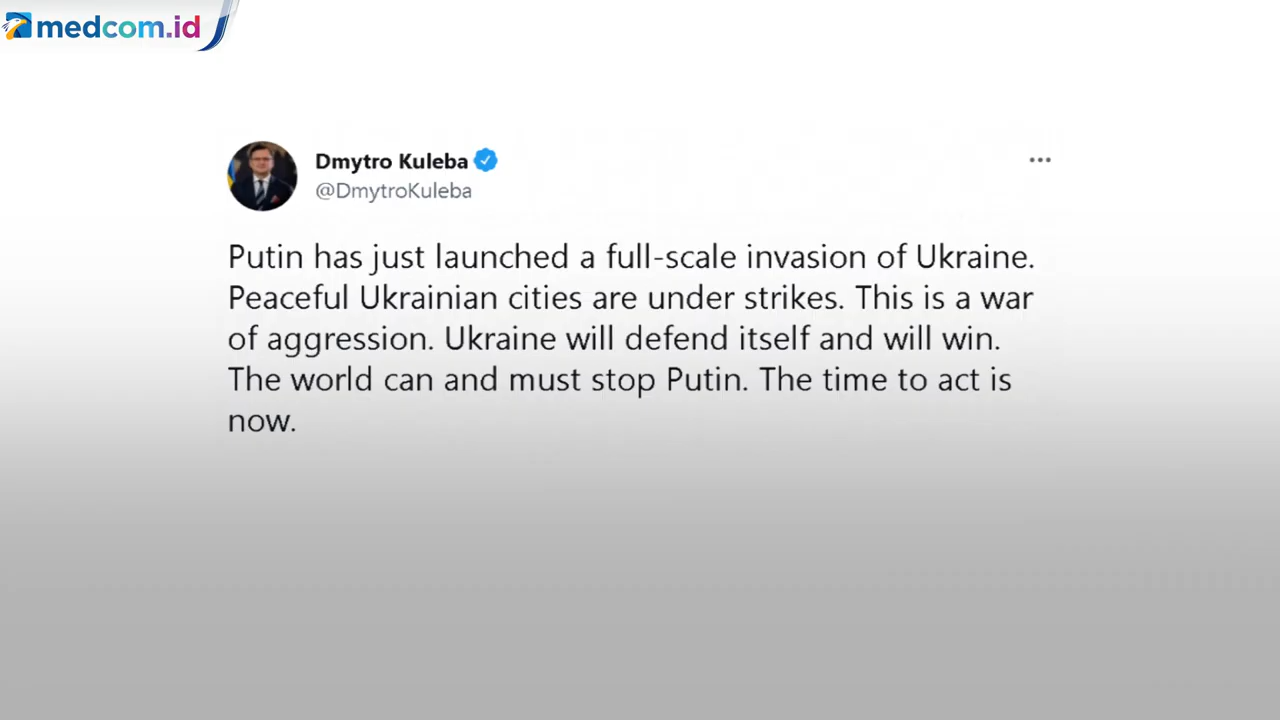 medcom.id
Dmytro Kuleba
@DmytroKuleba
Putin has just launched a full-scale invasion of Ukraine.
Peaceful Ukrainian cities are under strikes. This is a war
of aggression. Ukraine will defend itself and will win.
The world can and must stop Putin. The time to act is
now.